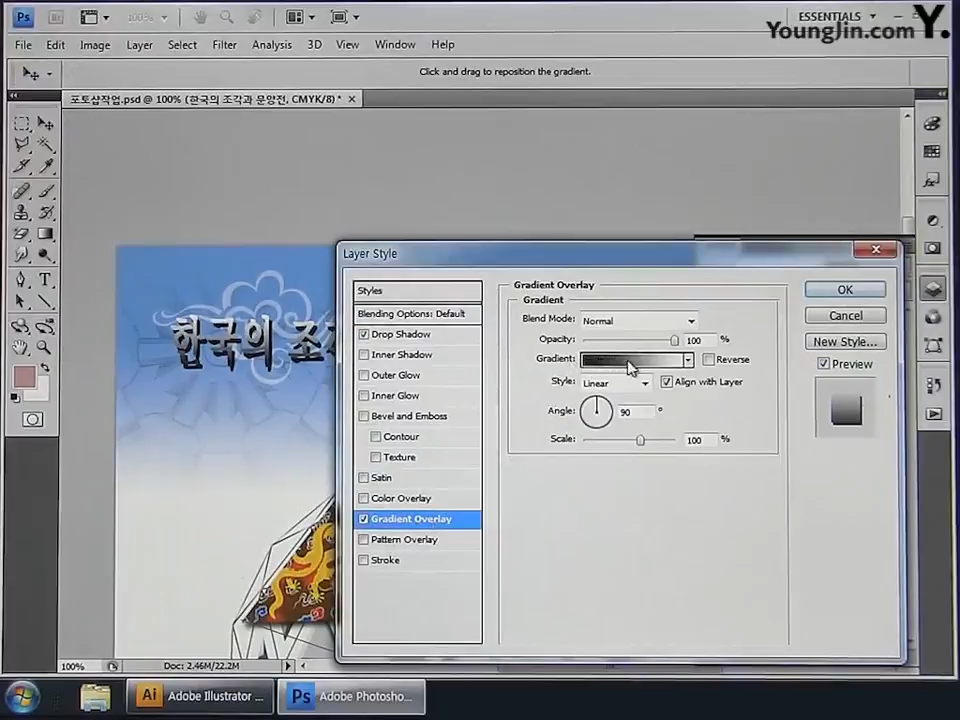 Ps
100%
ESSENTIALS
YoungJin.com Y.
File Edit Image Layer Select Filter Analysis 3D View Window Help
Click and drag to reposition the gradient.
포토샵작업.psd @ 100% (한국의 조각과 문양전, CMYK/8) *
Layer Style
한국의
Styles
Blending Options: Default
Drop Shadow
Inner Shadow
Outer Glow
Inner Glow
Bevel and Emboss
Contour
Texture
Satin
Color Overlay
Gradient Overlay
Pattern Overlay
Stroke
Gradient Overlay
Gradient
Blend Mode: Normal
Opacity: 100 %
Gradient: Reverse
Style: Linear Align with Layer
Angle: 90 °
Scale: 100 %
OK
Cancel
New Style...
Preview
100% Doc: 2.46M/22.2M
Ai Adobe Illustrator ...
Ps Adobe Photosho...